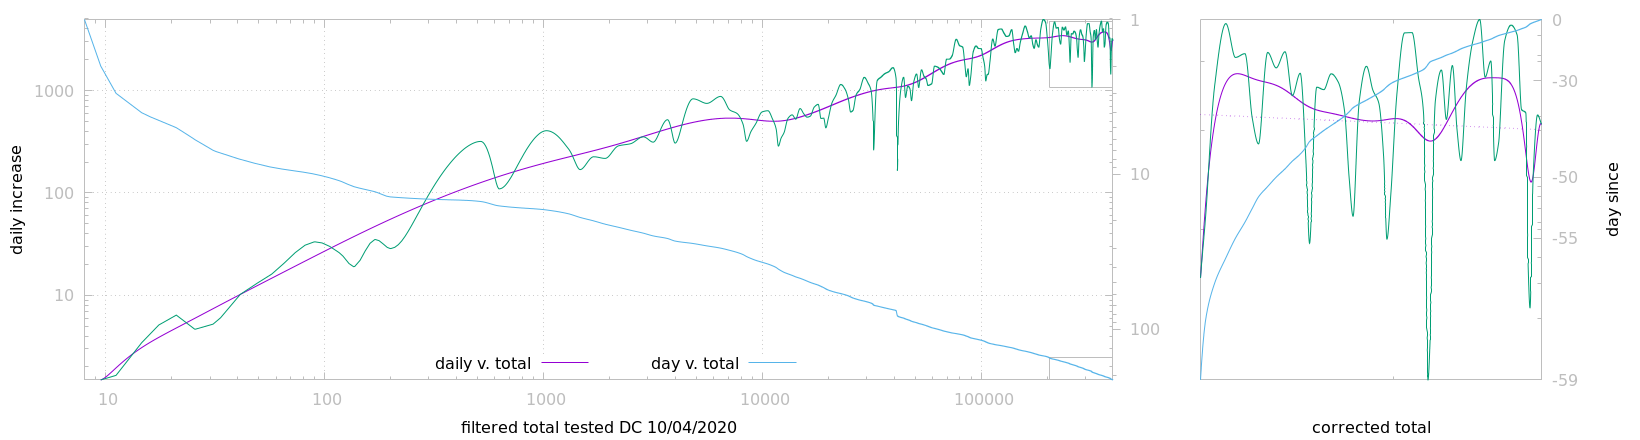 daily increase
1000
100
10
1
10
100
daily v. total
day v. total
10
100
1000
10000
100000
filtered total tested DC 10/04/2020
0
-30
-50
-55
-59
day since
corrected total